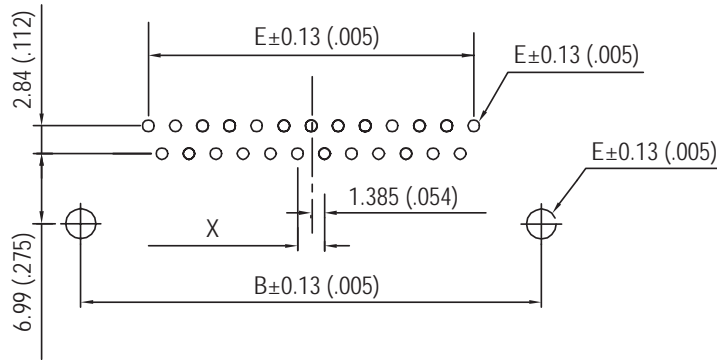 E±0.13 (.005)
E±0.13 (.005)
2.84 (.112)
E±0.13 (.005)
1.385 (.054)
X
6.99 (.275)
B±0.13 (.005)